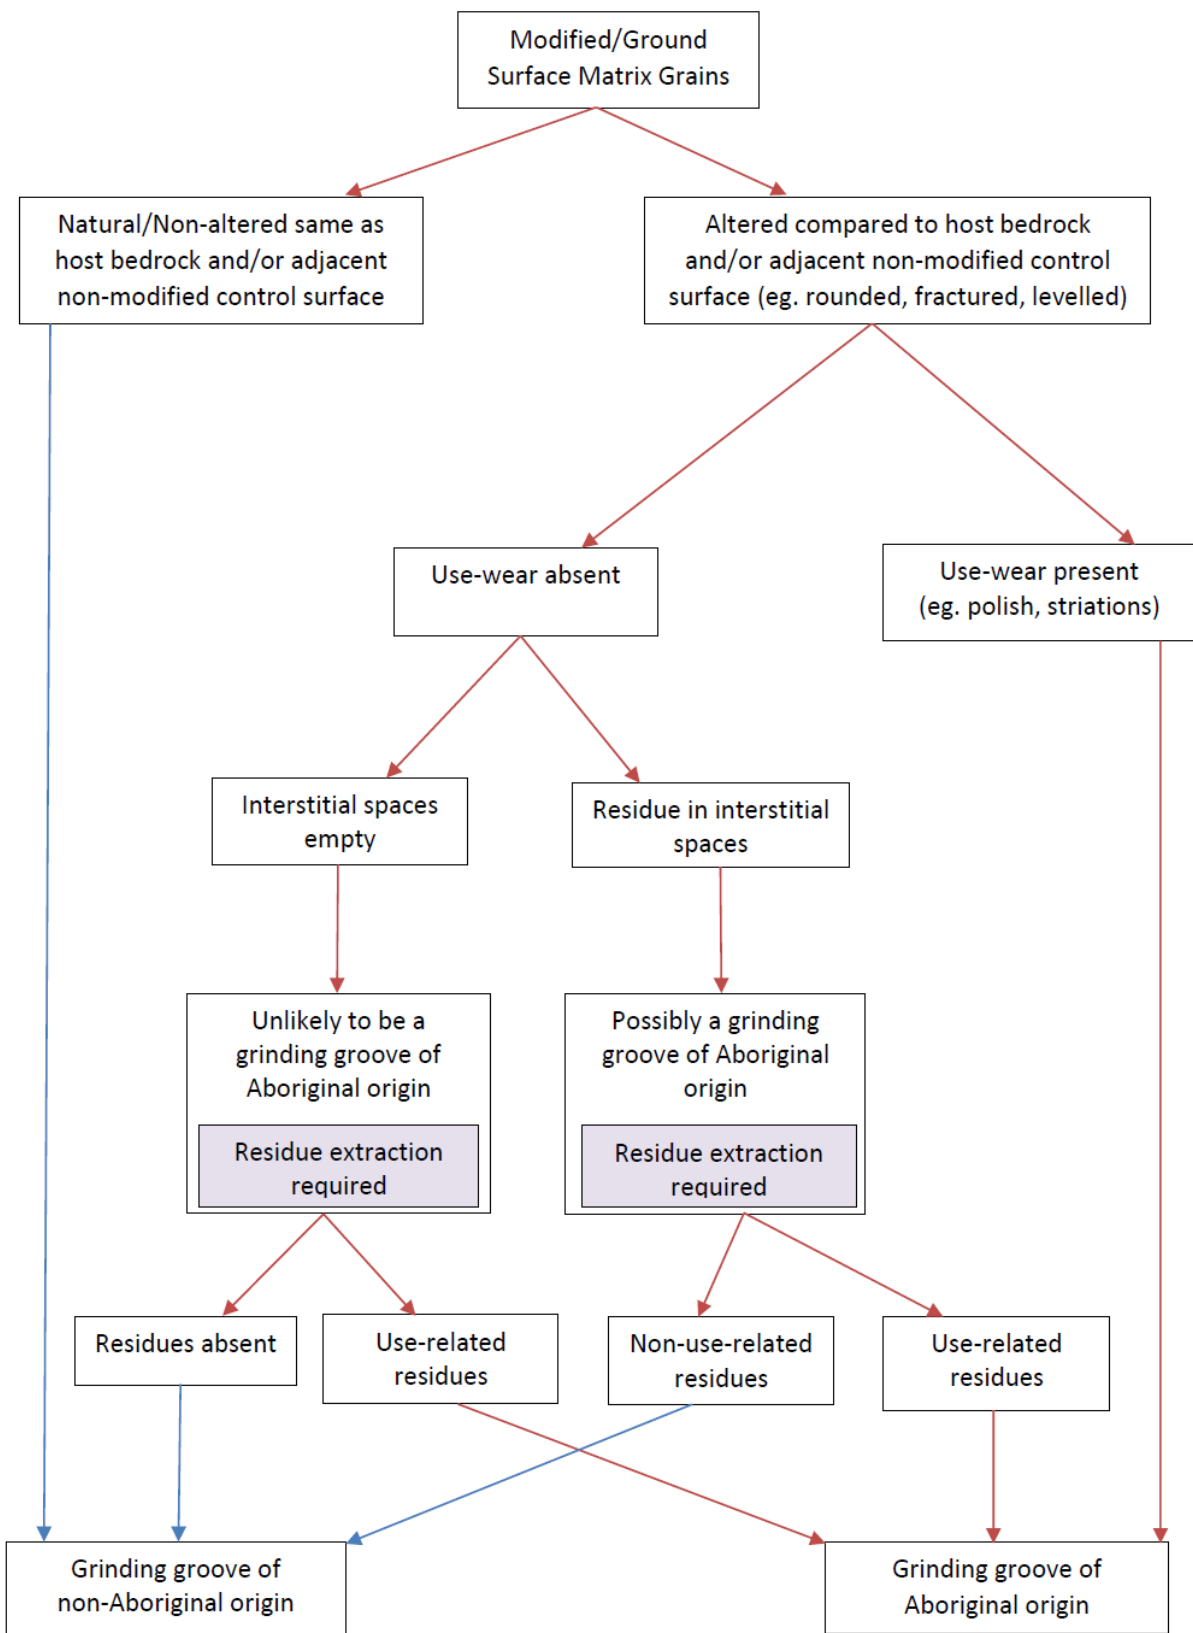 Modified/Ground
Surface Matrix Grains
Natural/Non-altered same as
host bedrock and/or adjacent
non-modified control surface
Altered compared to host bedrock
and/or adjacent non-modified control
surface (eg. rounded, fractured, levelled)
Use-wear absent
Use-wear present
(eg. polish, striations)
Interstitial spaces
empty
Residue in interstitial
spaces
Unlikely to be a
grinding groove of
Aboriginal origin
Residue extraction
required
Possibly a grinding
groove of Aboriginal
origin
Residue extraction
required
Residues absent
Use-related
residues
Non-use-related
residues
Use-related
residues
Grinding groove of
non-Aboriginal origin
Grinding groove of
Aboriginal origin